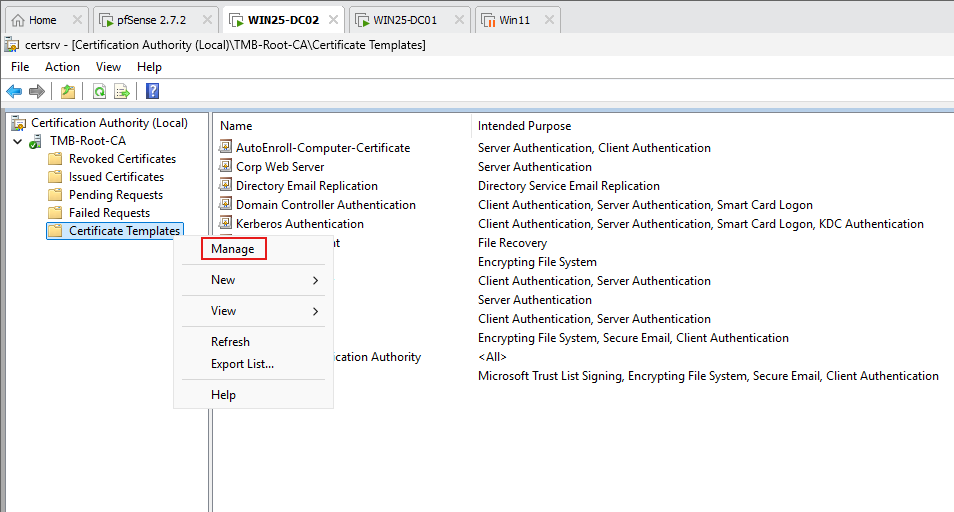 Home
pfSense 2.7.2
WIN25-DC02
WIN25-DC01
Win11
certsrv - [Certification Authority (Local)\TMB-Root-CA\Certificate Templates]
File Action View Help
Certification Authority (Local)
TMB-Root-CA
Revoked Certificates
Issued Certificates
Pending Requests
Failed Requests
Certificate Templates
Manage
New
View
Refresh
Export List...
Help
Name Intended Purpose
AutoEnroll-Computer-Certificate Server Authentication, Client Authentication
Corp Web Server Server Authentication
Directory Email Replication Directory Service Email Replication
Domain Controller Authentication Client Authentication, Server Authentication, Smart Card Logon
Kerberos Authentication Client Authentication, Server Authentication, Smart Card Logon, KDC Authentication
File Recovery
Encrypting File System
Client Authentication, Server Authentication
Server Authentication
Client Authentication, Server Authentication
Encrypting File System, Secure Email, Client Authentication
Authority <All>
Microsoft Trust List Signing, Encrypting File System, Secure Email, Client Authentication